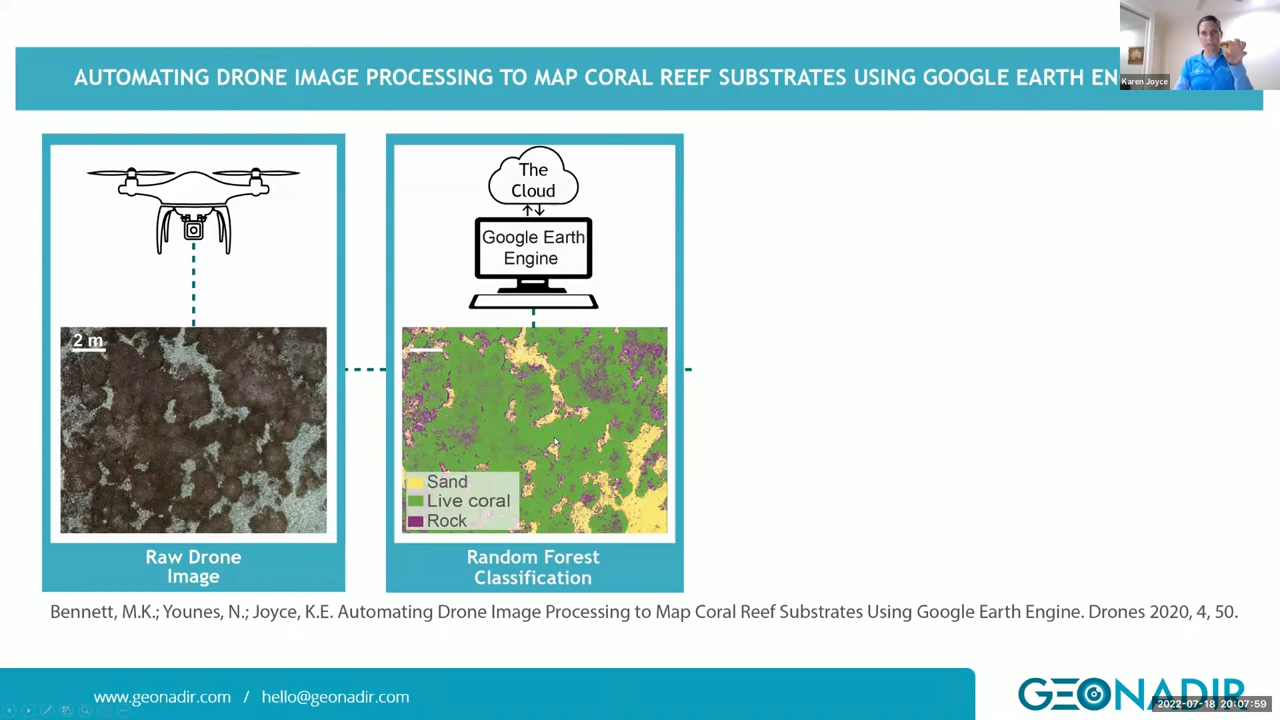 AUTOMATING DRONE IMAGE PROCESSING TO MAP CORAL REEF SUBSTRATES USING GOOGLE EARTH EN
Karen Joyce
The
Cloud
Google Earth
Engine
2 m
Sand
Live coral
Rock
Raw Drone
Image
Random Forest
Classification
Bennett, M.K.; Younes, N.; Joyce, K.E. Automating Drone Image Processing to Map Coral Reef Substrates Using Google Earth Engine. Drones 2020, 4, 50.
www.geonadir.com / hello@geonadir.com
GEONADIR
2022-07-18 20:07:59